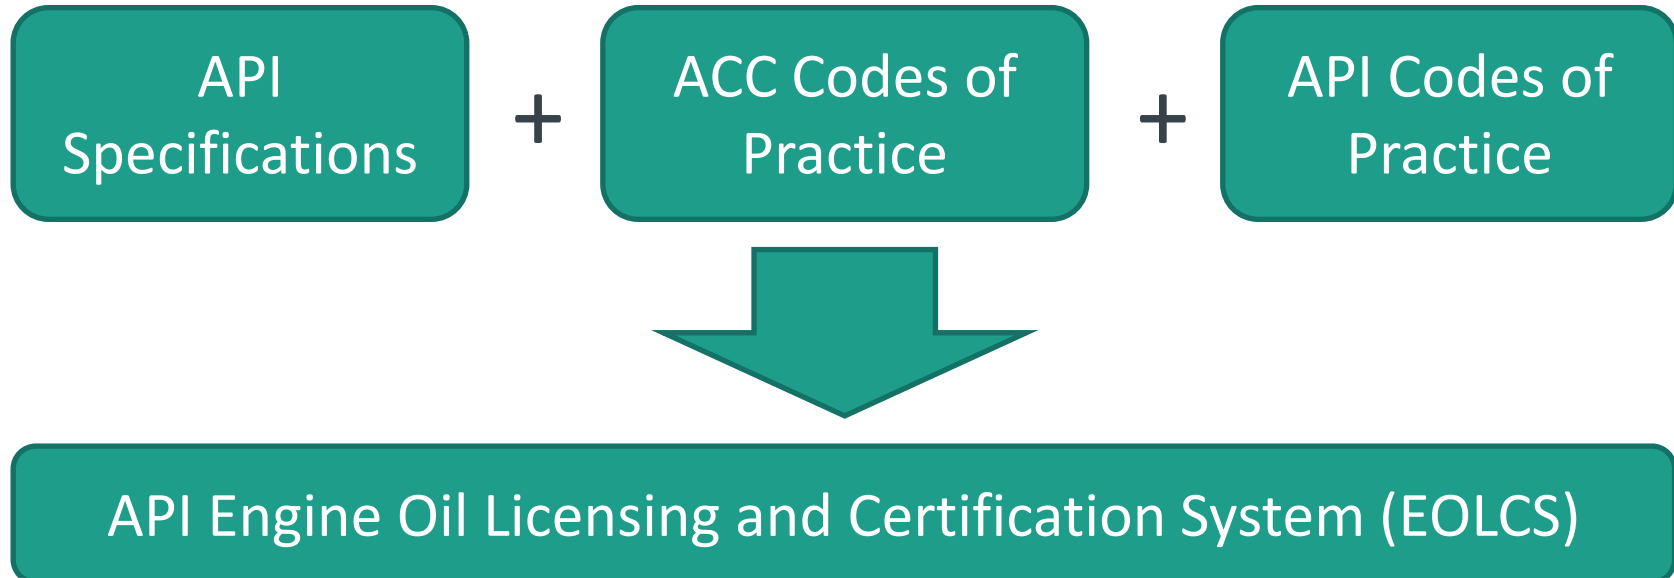 API
Specifications
+
ACC Codes of
Practice
+
API Codes of
Practice
API Engine Oil Licensing and Certification System (EOLCS)